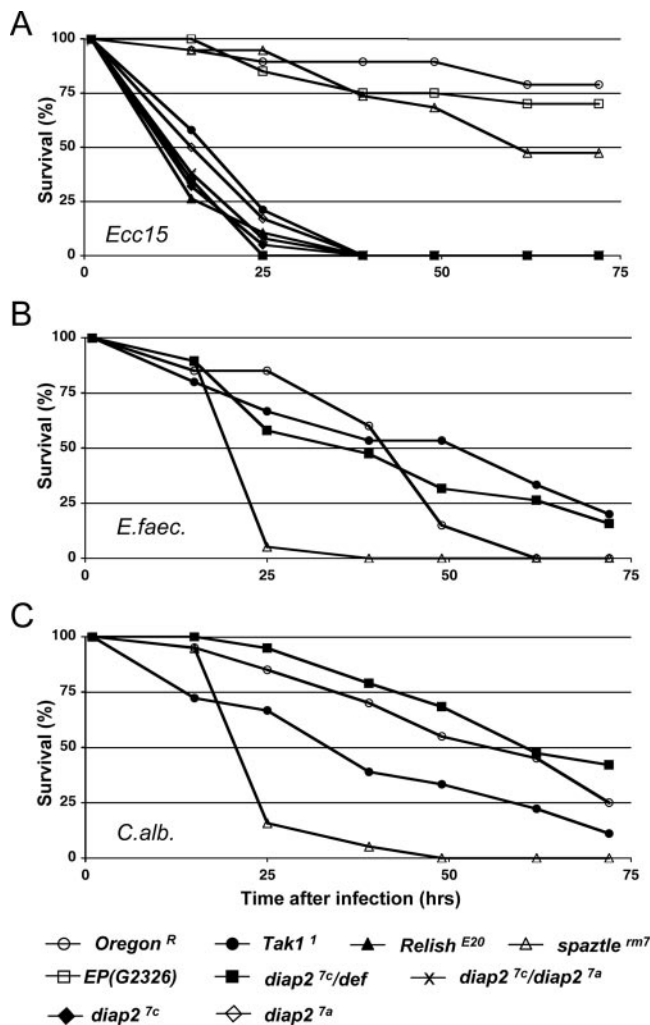 A
Survival (%)
100
75
50
25
0
Ecc15
0
25
50
75
B
Survival (%)
100
75
50
25
0
E.faec.
0
25
50
75
C
Survival (%)
100
75
50
25
0
C.alb.
0
25
50
75
Time after infection (hrs)
Oregon R Tak1 1 Relish E20 spaztle rm7
EP(G2326) diap2 7c/def diap2 7c/diap2 7a
diap2 7c diap2 7a